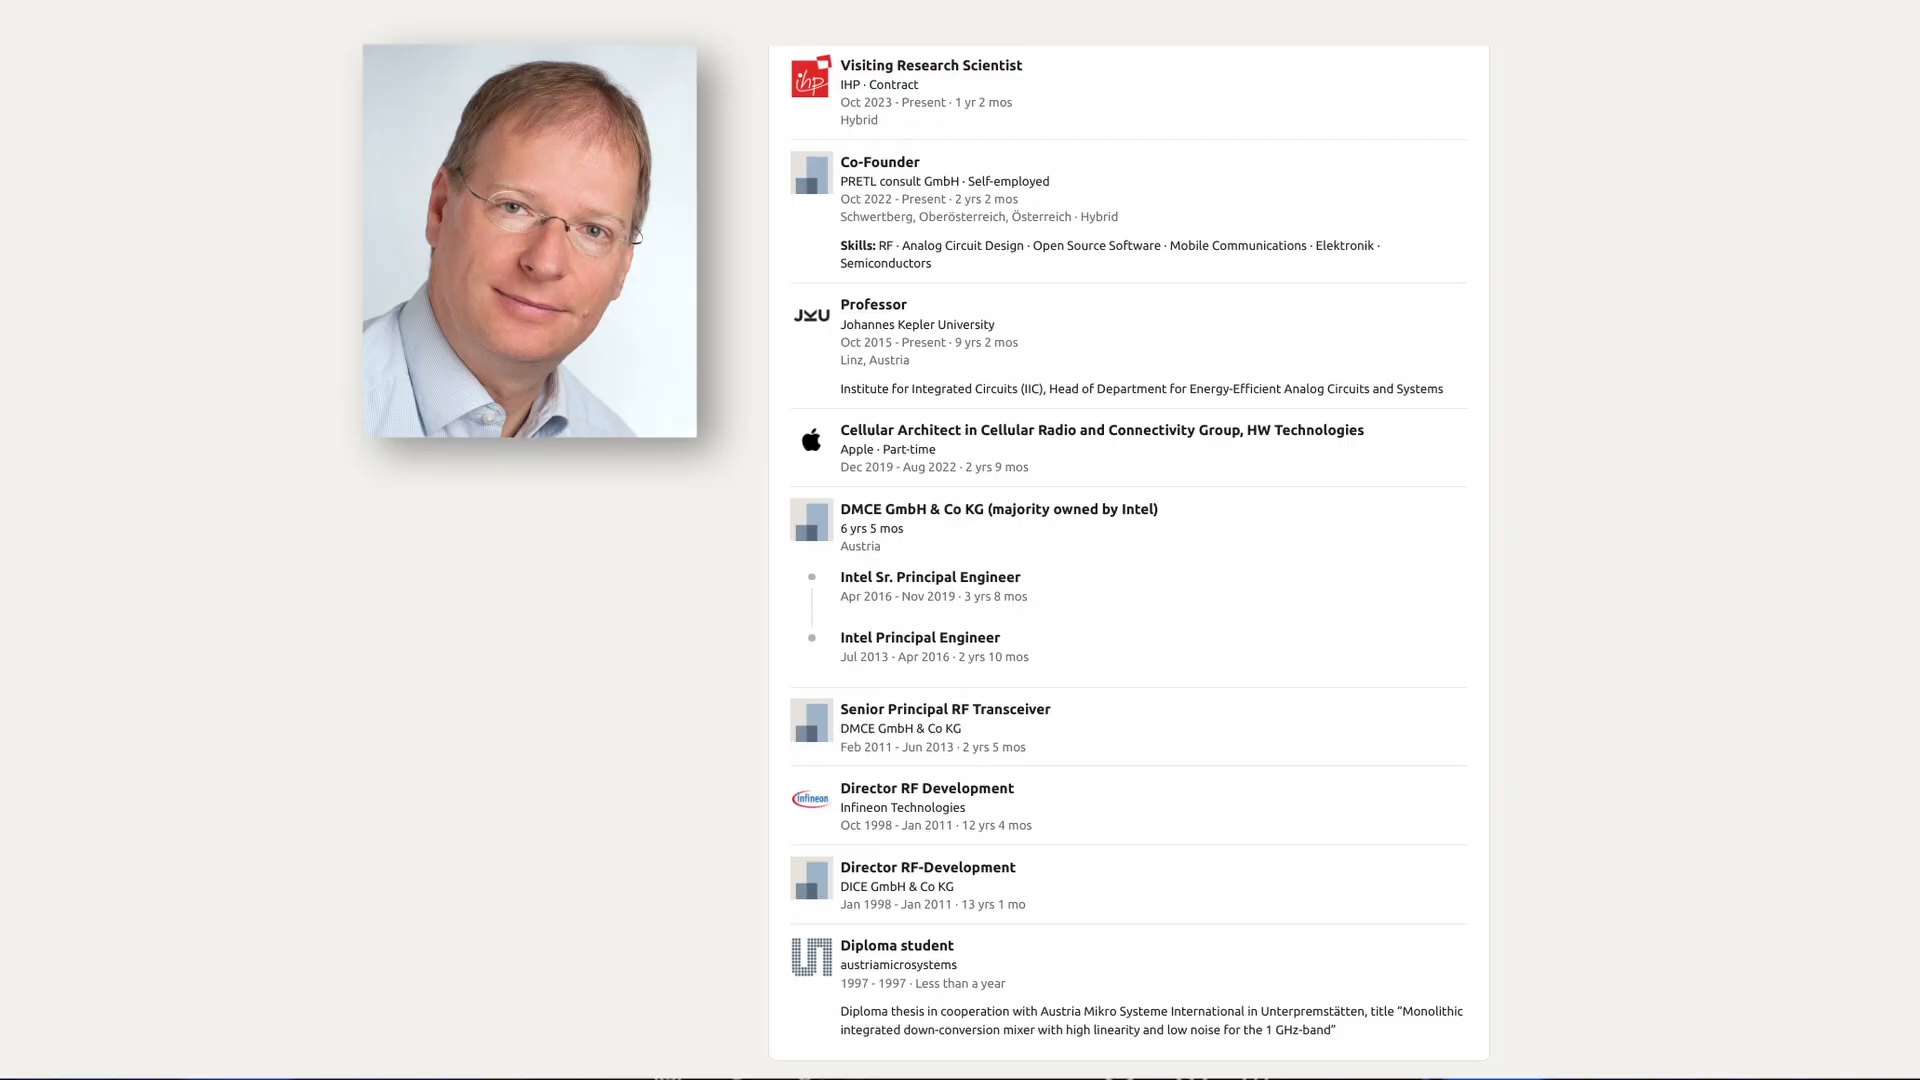 ihp
Visiting Research Scientist
IHP · Contract
Oct 2023 - Present · 1 yr 2 mos
Hybrid
Co-Founder
PRETL consult GmbH · Self-employed
Oct 2022 - Present · 2 yrs 2 mos
Schwertberg, Oberösterreich, Österreich · Hybrid
Skills: RF · Analog Circuit Design · Open Source Software · Mobile Communications · Elektronik ·
Semiconductors
JKU
Professor
Johannes Kepler University
Oct 2015 - Present · 9 yrs 2 mos
Linz, Austria
Institute for Integrated Circuits (IIC), Head of Department for Energy-Efficient Analog Circuits and Systems
Cellular Architect in Cellular Radio and Connectivity Group, HW Technologies
Apple · Part-time
Dec 2019 - Aug 2022 · 2 yrs 9 mos
DMCE GmbH & Co KG (majority owned by Intel)
6 yrs 5 mos
Austria
Intel Sr. Principal Engineer
Apr 2016 - Nov 2019 · 3 yrs 8 mos
Intel Principal Engineer
Jul 2013 - Apr 2016 · 2 yrs 10 mos
Senior Principal RF Transceiver
DMCE GmbH & Co KG
Feb 2011 - Jun 2013 · 2 yrs 5 mos
infineon
Director RF Development
Infineon Technologies
Oct 1998 - Jan 2011 · 12 yrs 4 mos
Director RF-Development
DICE GmbH & Co KG
Jan 1998 - Jan 2011 · 13 yrs 1 mo
Diploma student
austriamicrosystems
1997 - 1997 · Less than a year
Diploma thesis in cooperation with Austria Mikro Systeme International in Unterpremstätten, title "Monolithic
integrated down-conversion mixer with high linearity and low noise for the 1 GHz-band"